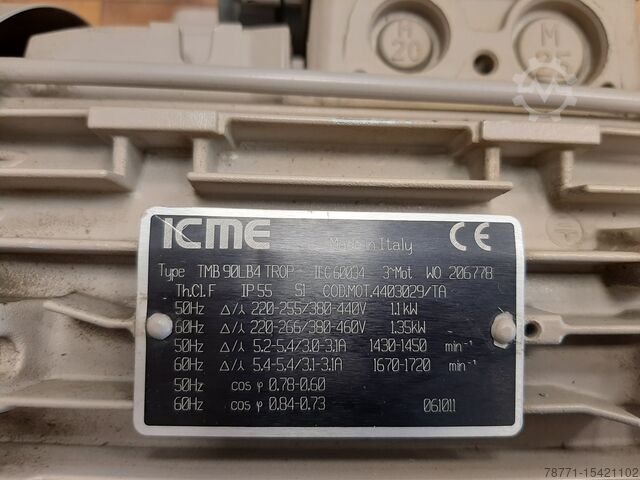 M
20
M
25
ICME
Made in Italy
CE
Type TMB 90LB4 TROP IEC60034 3~Mot WO 206778
Th.Cl.F IP55 S1 COD.MOT.4403029/TA
50Hz Δ/⅄ 220-255/380-440V 1.1kW
60Hz Δ/⅄ 220-266/380-460V 1.35kW
50Hz Δ/⅄ 5.2-5.4/3.0-3.1A 1430-1450 min⁻¹
60Hz Δ/⅄ 5.4-5.4/3.1-3.1A 1670-1720 min⁻¹
50Hz cos φ 0.78-0.60
60Hz cos φ 0.84-0.73 061011
78771-15421102